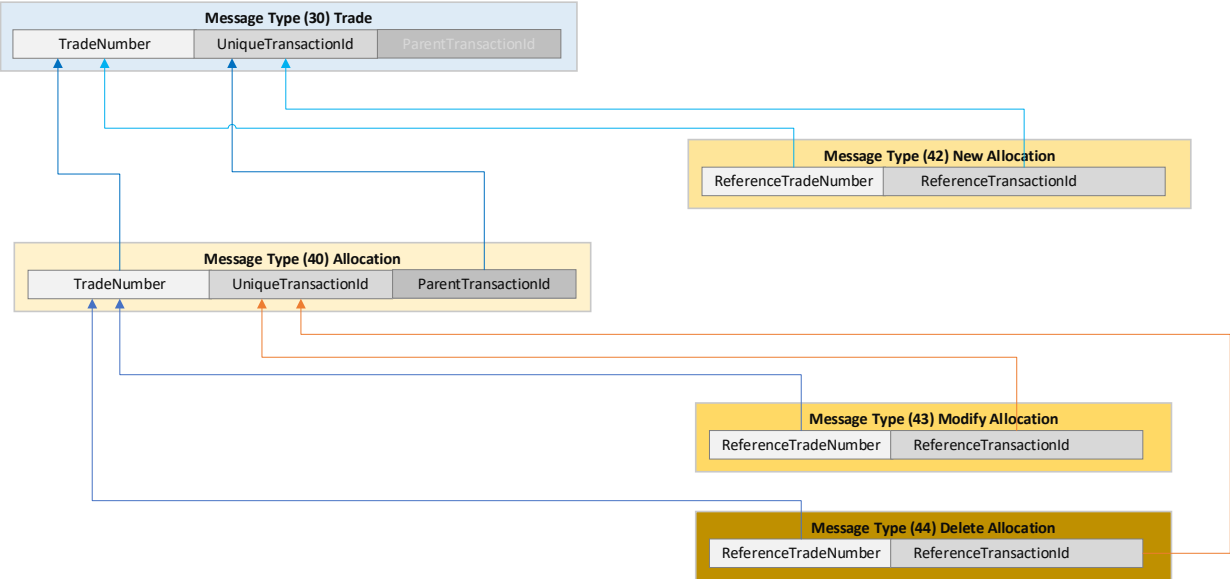 Message Type (30) Trade
TradeNumber UniqueTransactionId ParentTransactionId
Message Type (42) New Allocation
ReferenceTradeNumber ReferenceTransactionId
Message Type (40) Allocation
TradeNumber UniqueTransactionId ParentTransactionId
Message Type (43) Modify Allocation
ReferenceTradeNumber ReferenceTransactionId
Message Type (44) Delete Allocation
ReferenceTradeNumber ReferenceTransactionId